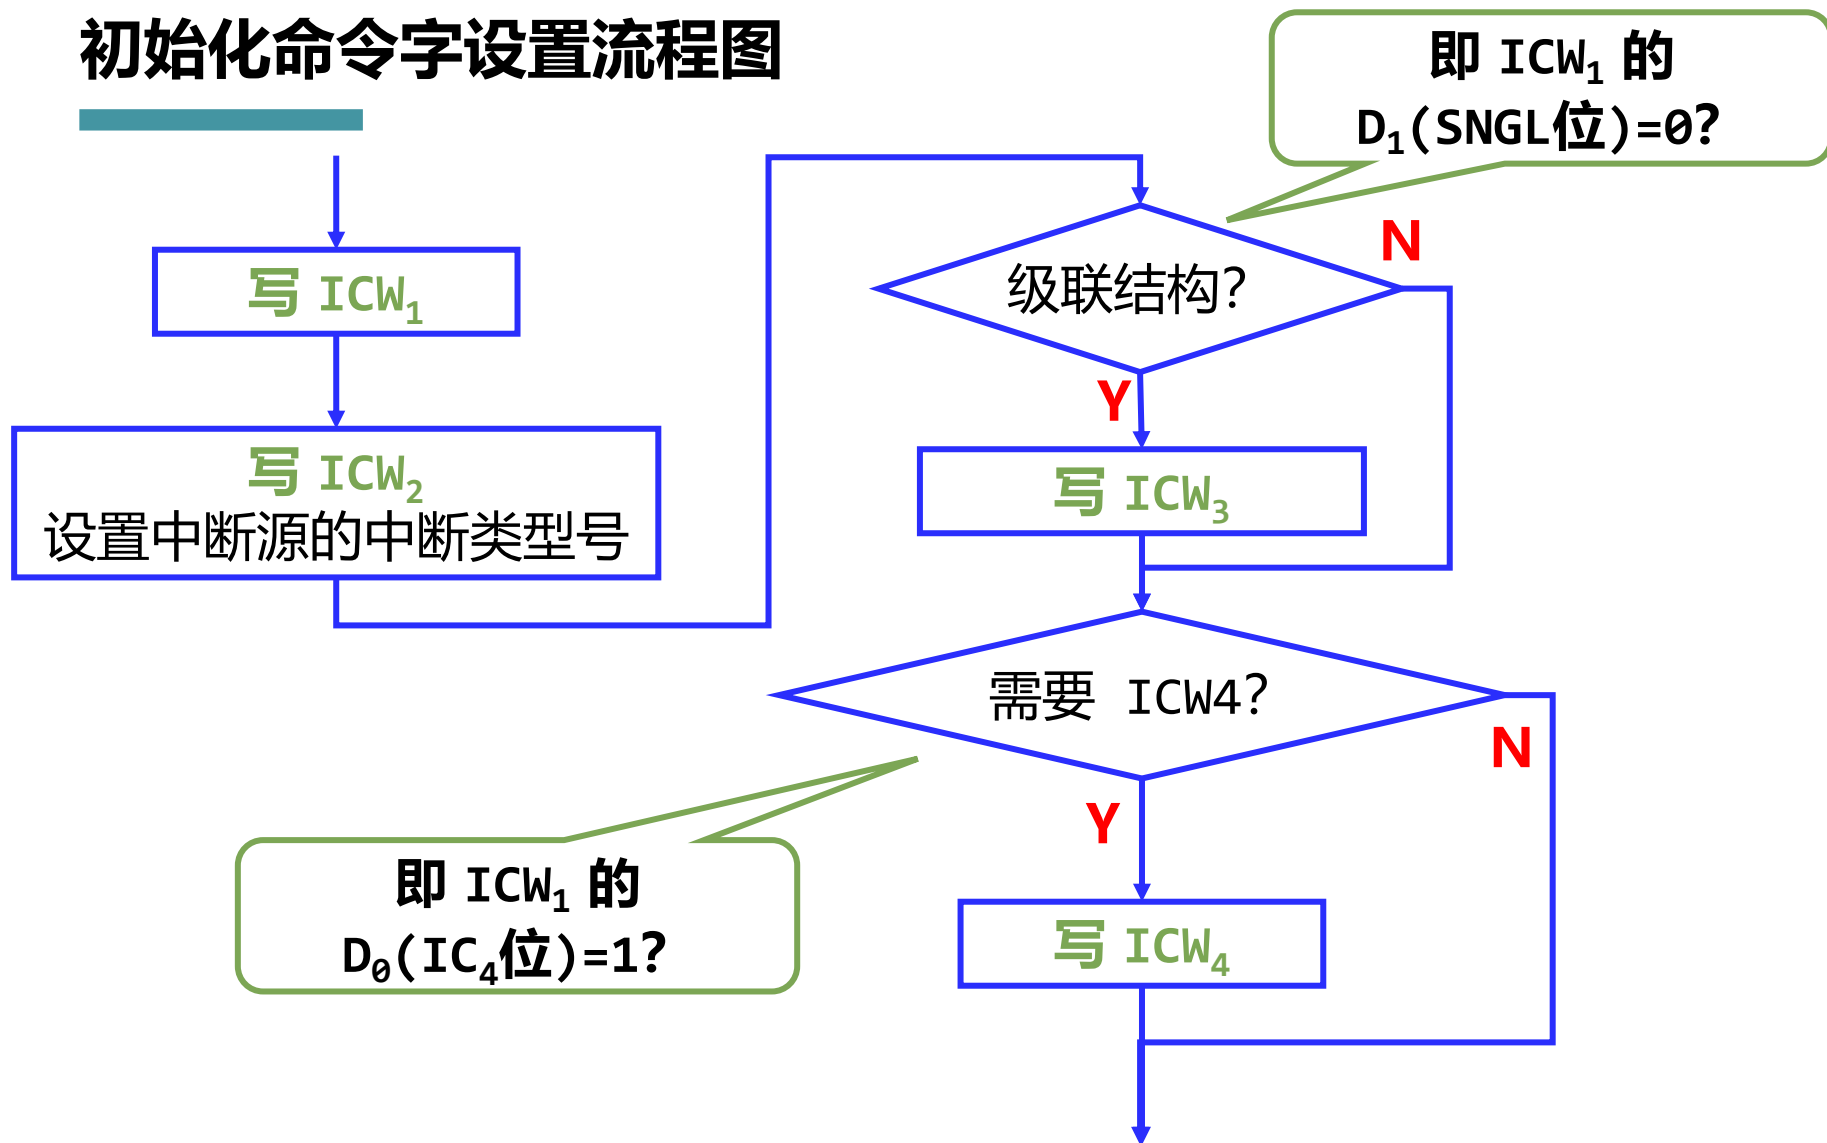 初始化命令字设置流程图
写 ICW₁
写 ICW₂
设置中断源的中断类型号
即 ICW₁ 的
D₁(SNGL位)=0?
级联结构?
N
Y
写 ICW₃
需要 ICW4?
N
Y
即 ICW₁ 的
D₀(IC₄位)=1?
写 ICW₄